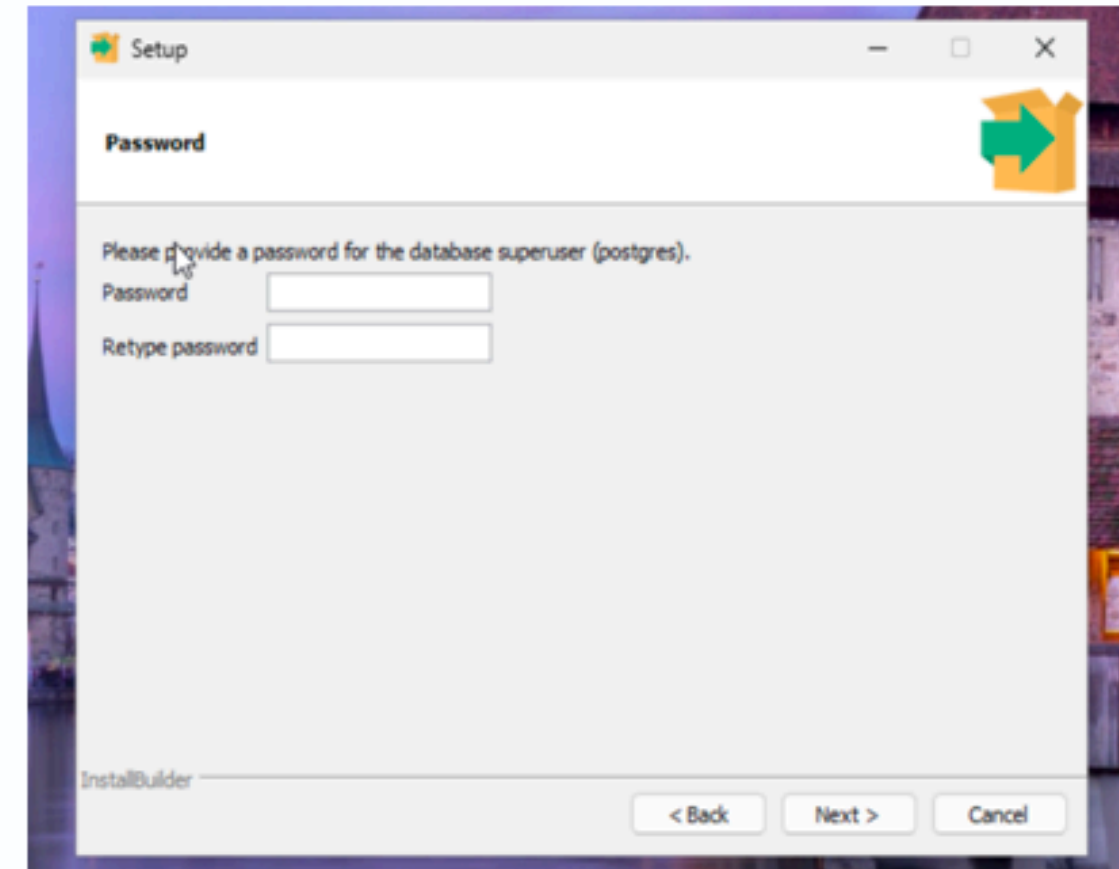 Setup
Password
Please provide a password for the database superuser (postgres).
Password
Retype password
InstallBuilder
< Back
Next >
Cancel